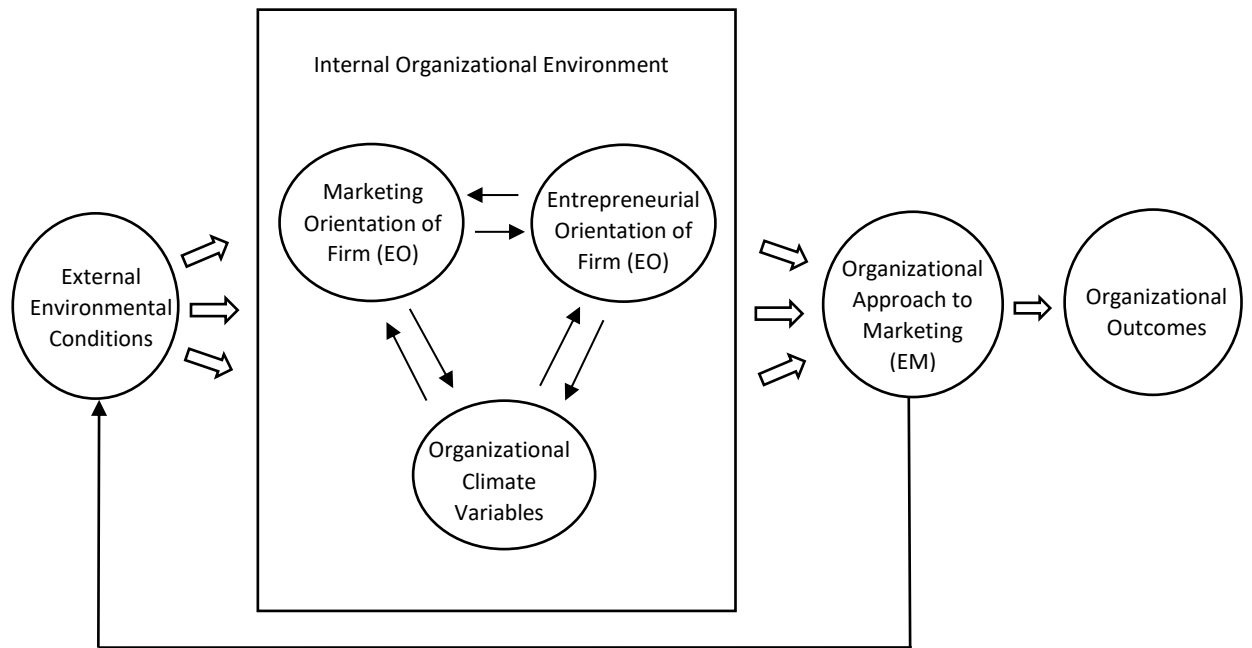 Internal Organizational Environment
Marketing
Orientation of
Firm (EO)
Entrepreneurial
Orientation of
Firm (EO)
External
Environmental
Conditions
Organizational
Climate
Variables
Organizational
Approach to
Marketing
(EM)
Organizational
Outcomes